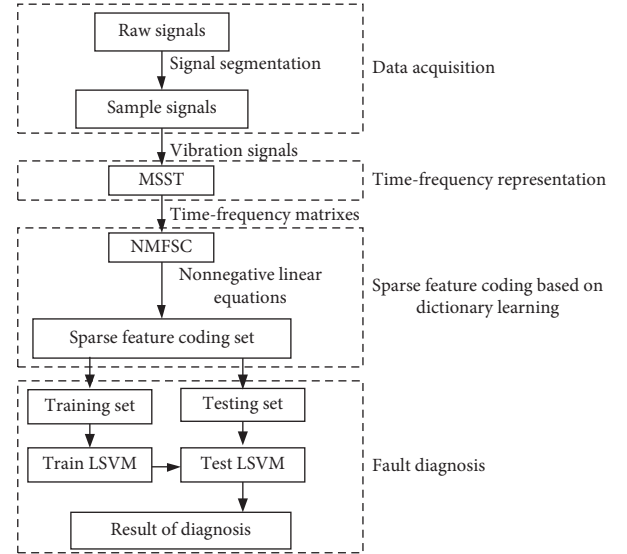 Raw signals
Signal segmentation
Data acquisition
Sample signals
Vibration signals
MSST
Time-frequency representation
Time-frequency matrixes
NMFSC
Nonnegative linear
equations
Sparse feature coding based on
dictionary learning
Sparse feature coding set
Training set
Testing set
Train LSVM
Test LSVM
Fault diagnosis
Result of diagnosis